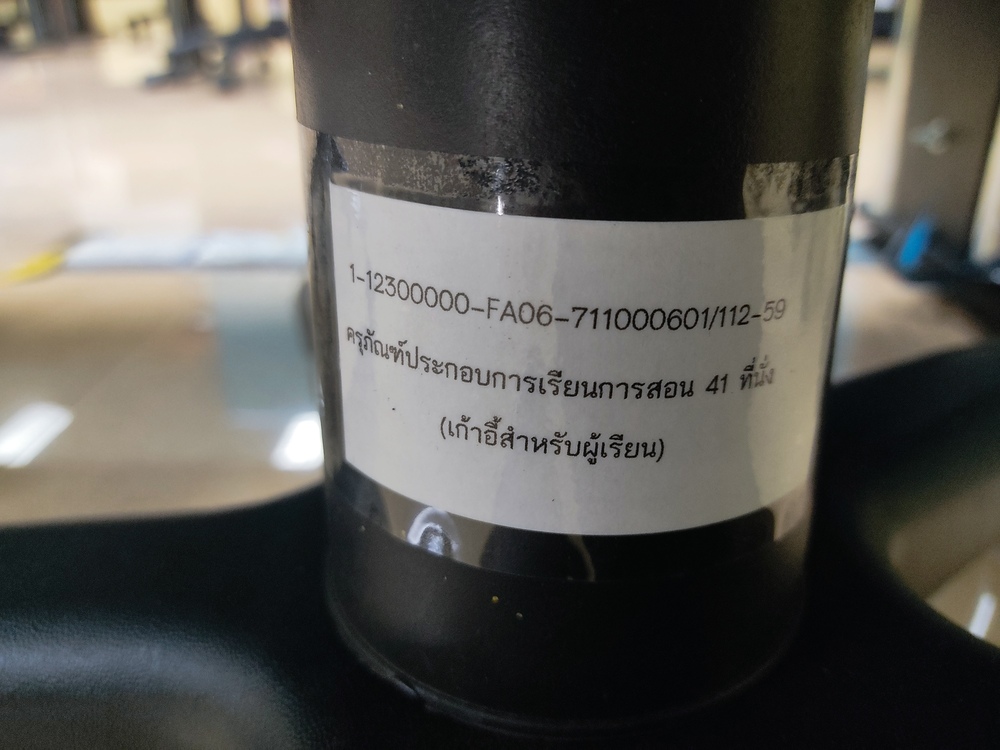 1-12300000-FA06-711000601/112-59
ครุภัณฑ์ประกอบการเรียนการสอน 41 ที่นั่ง
(เก้าอี้สำหรับผู้เรียน)